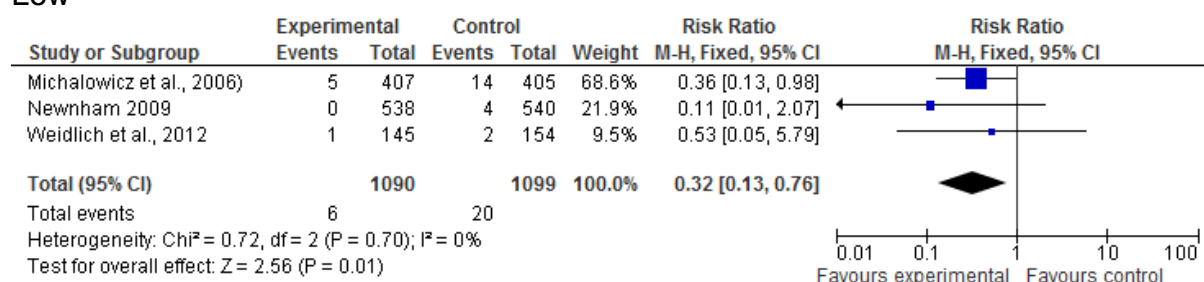 Low
Experimental Control Risk Ratio Risk Ratio
Study or Subgroup Events Total Events Total Weight M-H, Fixed, 95% CI M-H, Fixed, 95% CI
Michalowicz et al., 2006) 5 407 14 405 68.6% 0.36 [0.13, 0.98]
Newnham 2009 0 538 4 540 21.9% 0.11 [0.01, 2.07]
Weidlich et al., 2012 1 145 2 154 9.5% 0.53 [0.05, 5.79]
Total (95% CI) 1090 1099 100.0% 0.32 [0.13, 0.76]
Total events 6 20
Heterogeneity: Chi² = 0.72, df = 2 (P = 0.70); I² = 0%
Test for overall effect: Z = 2.56 (P = 0.01)
0.01 0.1 1 10 100
Favours experimental Favours control